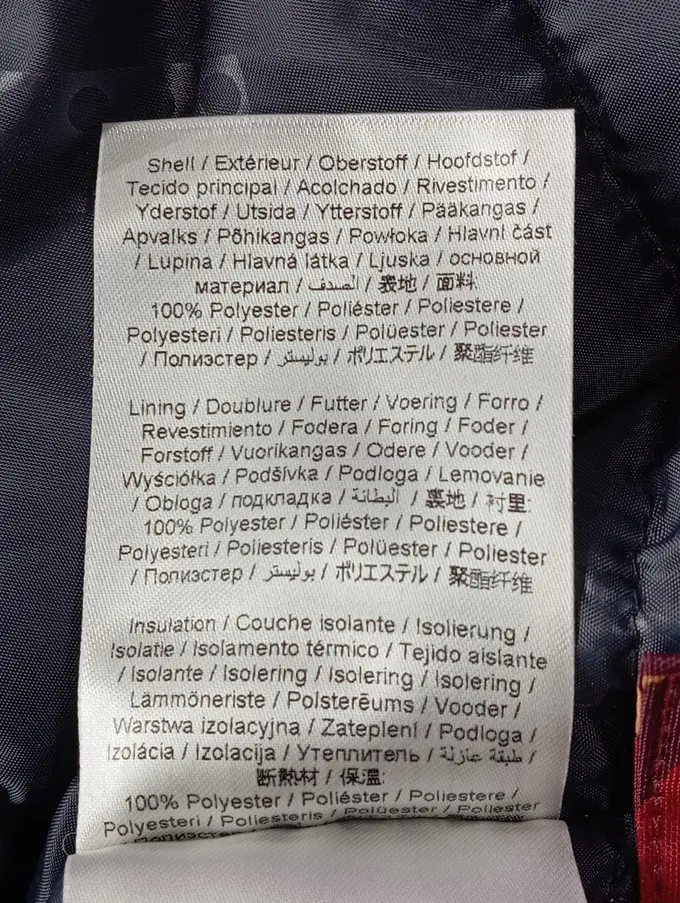 Shell / Extérieur / Oberstoff / Hoofdstof /
Tecido principal / Acolchado / Rivestimento /
Yderstof / Utsida / Ytterstoff / Pääkangas /
Apvalks / Põhikangas / Powłoka / Hlavní část
/ Lupina / Hlavná látka / Ljuska / основной
материал / الصدف / 表地 / 面料:
100% Polyester / Poliéster / Poliestere /
Polyesteri / Poliesteris / Polüester / Poliester
/ Полиэстер / بوليستر / ポリエステル / 聚酯纤维
Lining / Doublure / Futter / Voering / Forro /
Revestimiento / Fodera / Foring / Foder /
Forstoff / Vuorikangas / Odere / Vooder /
Wyściółka / Podšívka / Podloga / Lemovanie
/ Obloga / подкладка / البطانة / 裏地 / 衬里:
100% Polyester / Poliéster / Poliestere /
Polyesteri / Poliesteris / Polüester / Poliester
/ Полиэстер / بوليستر / ポリエステル / 聚酯纤维
Insulation / Couche isolante / Isolierung /
Isolatie / Isolamento térmico / Tejido aislante
/ Isolante / Isolering / Isolering / Isolering /
Lämmöneriste / Polsterējums / Vooder /
Warstwa izolacyjna / Zateplení / Podloga /
Izolácia / Izolacija / Утеплитель / طبقة عازلة /
断熱材 / 保温:
100% Polyester / Poliéster / Poliestere /
Polyesteri / Poliesteris / Polüester / Poliester
/ Полиэстер /